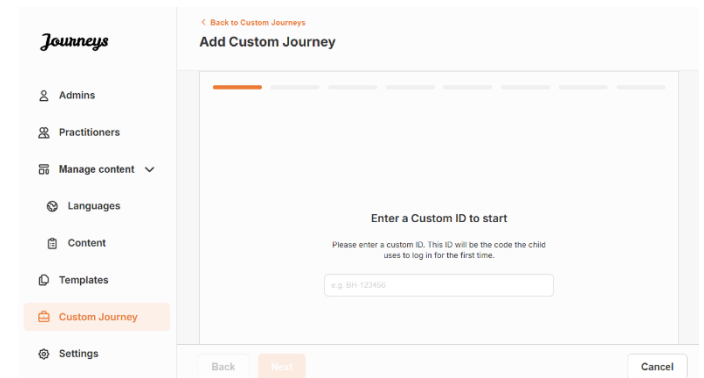 Journeys
Admins
Practitioners
Manage content
Languages
Content
Templates
Custom Journey
Settings
Back to Custom Journeys
Add Custom Journey
Enter a Custom ID to start
Please enter a custom ID. This ID will be the code the child
uses to log in for the first time.
e.g. BH-123456
Back
Next
Cancel